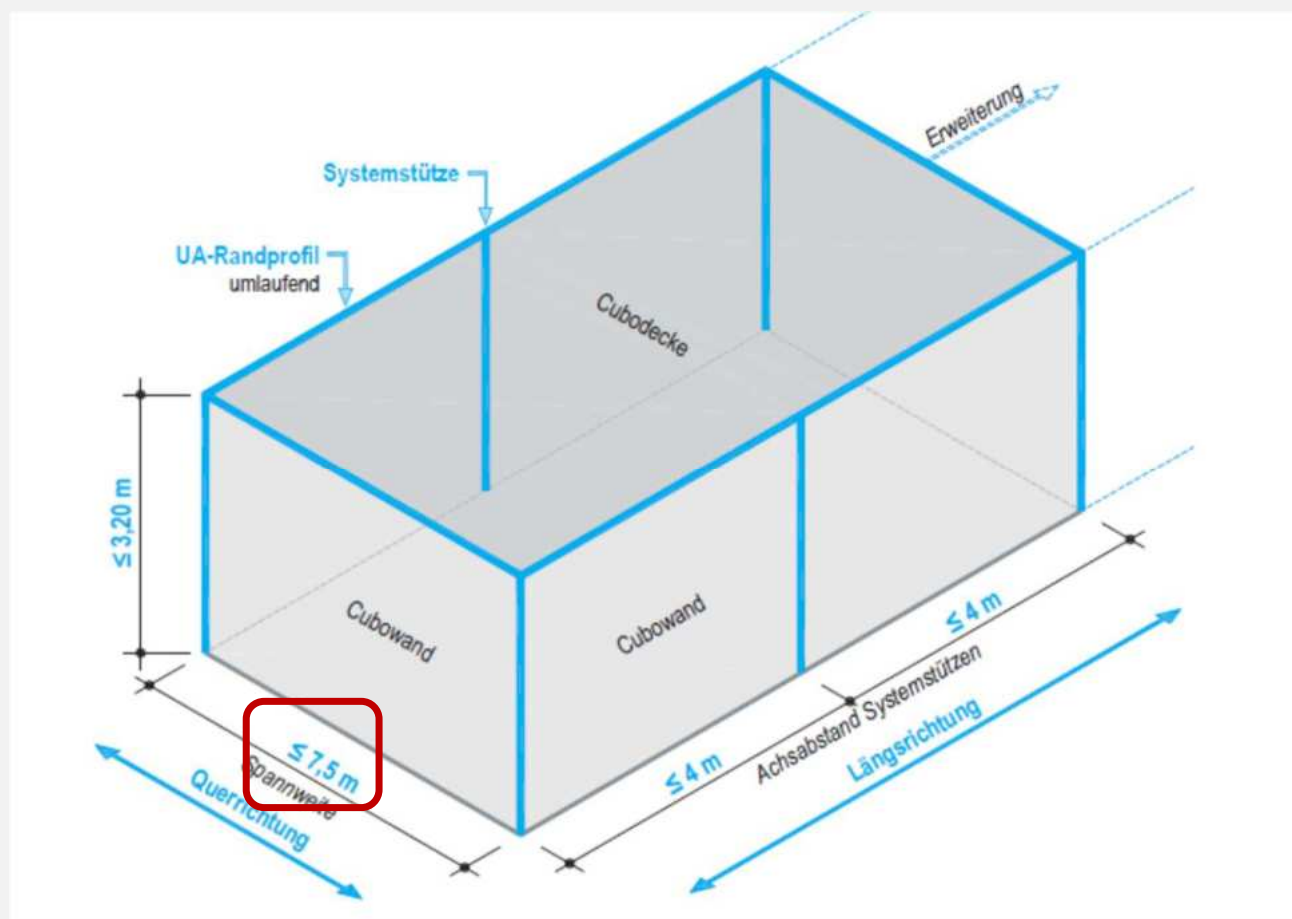 Erweiterung
Systemstütze
UA-Randprofil
umlaufend
Cubodecke
≤ 3,20 m
Cubowand
Cubowand
≤ 4 m
≤ 7,5 m
Spannweite
Querrichtung
≤ 4 m
Achsabstand Systemstützen
Längsrichtung